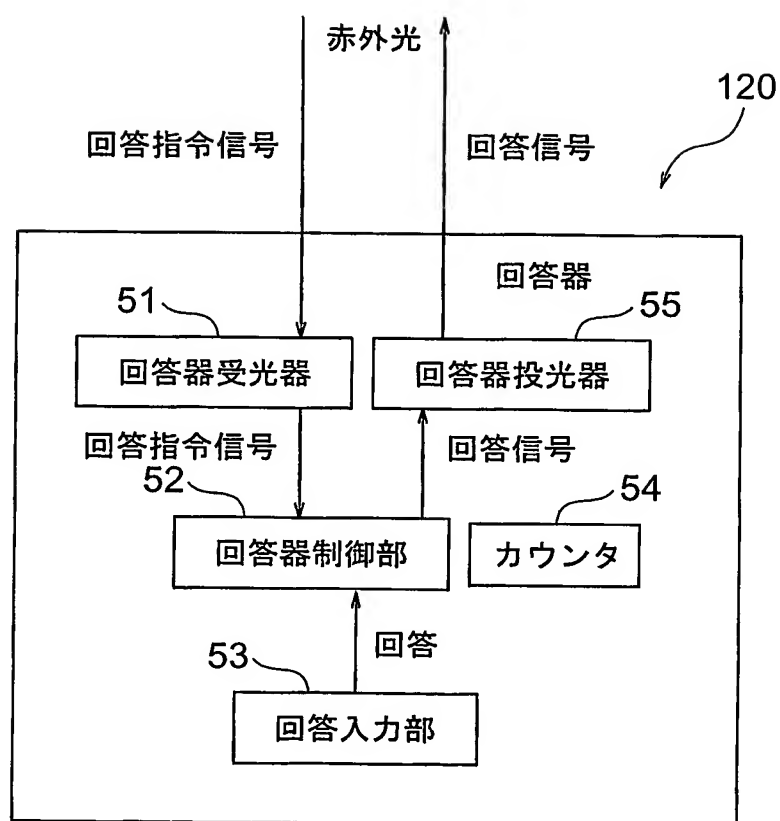 赤外光
120
回答指令信号
回答信号
回答器
51
55
回答器受光器
回答器投光器
回答指令信号
回答信号
52
54
回答器制御部
カウンタ
回答
53
回答入力部